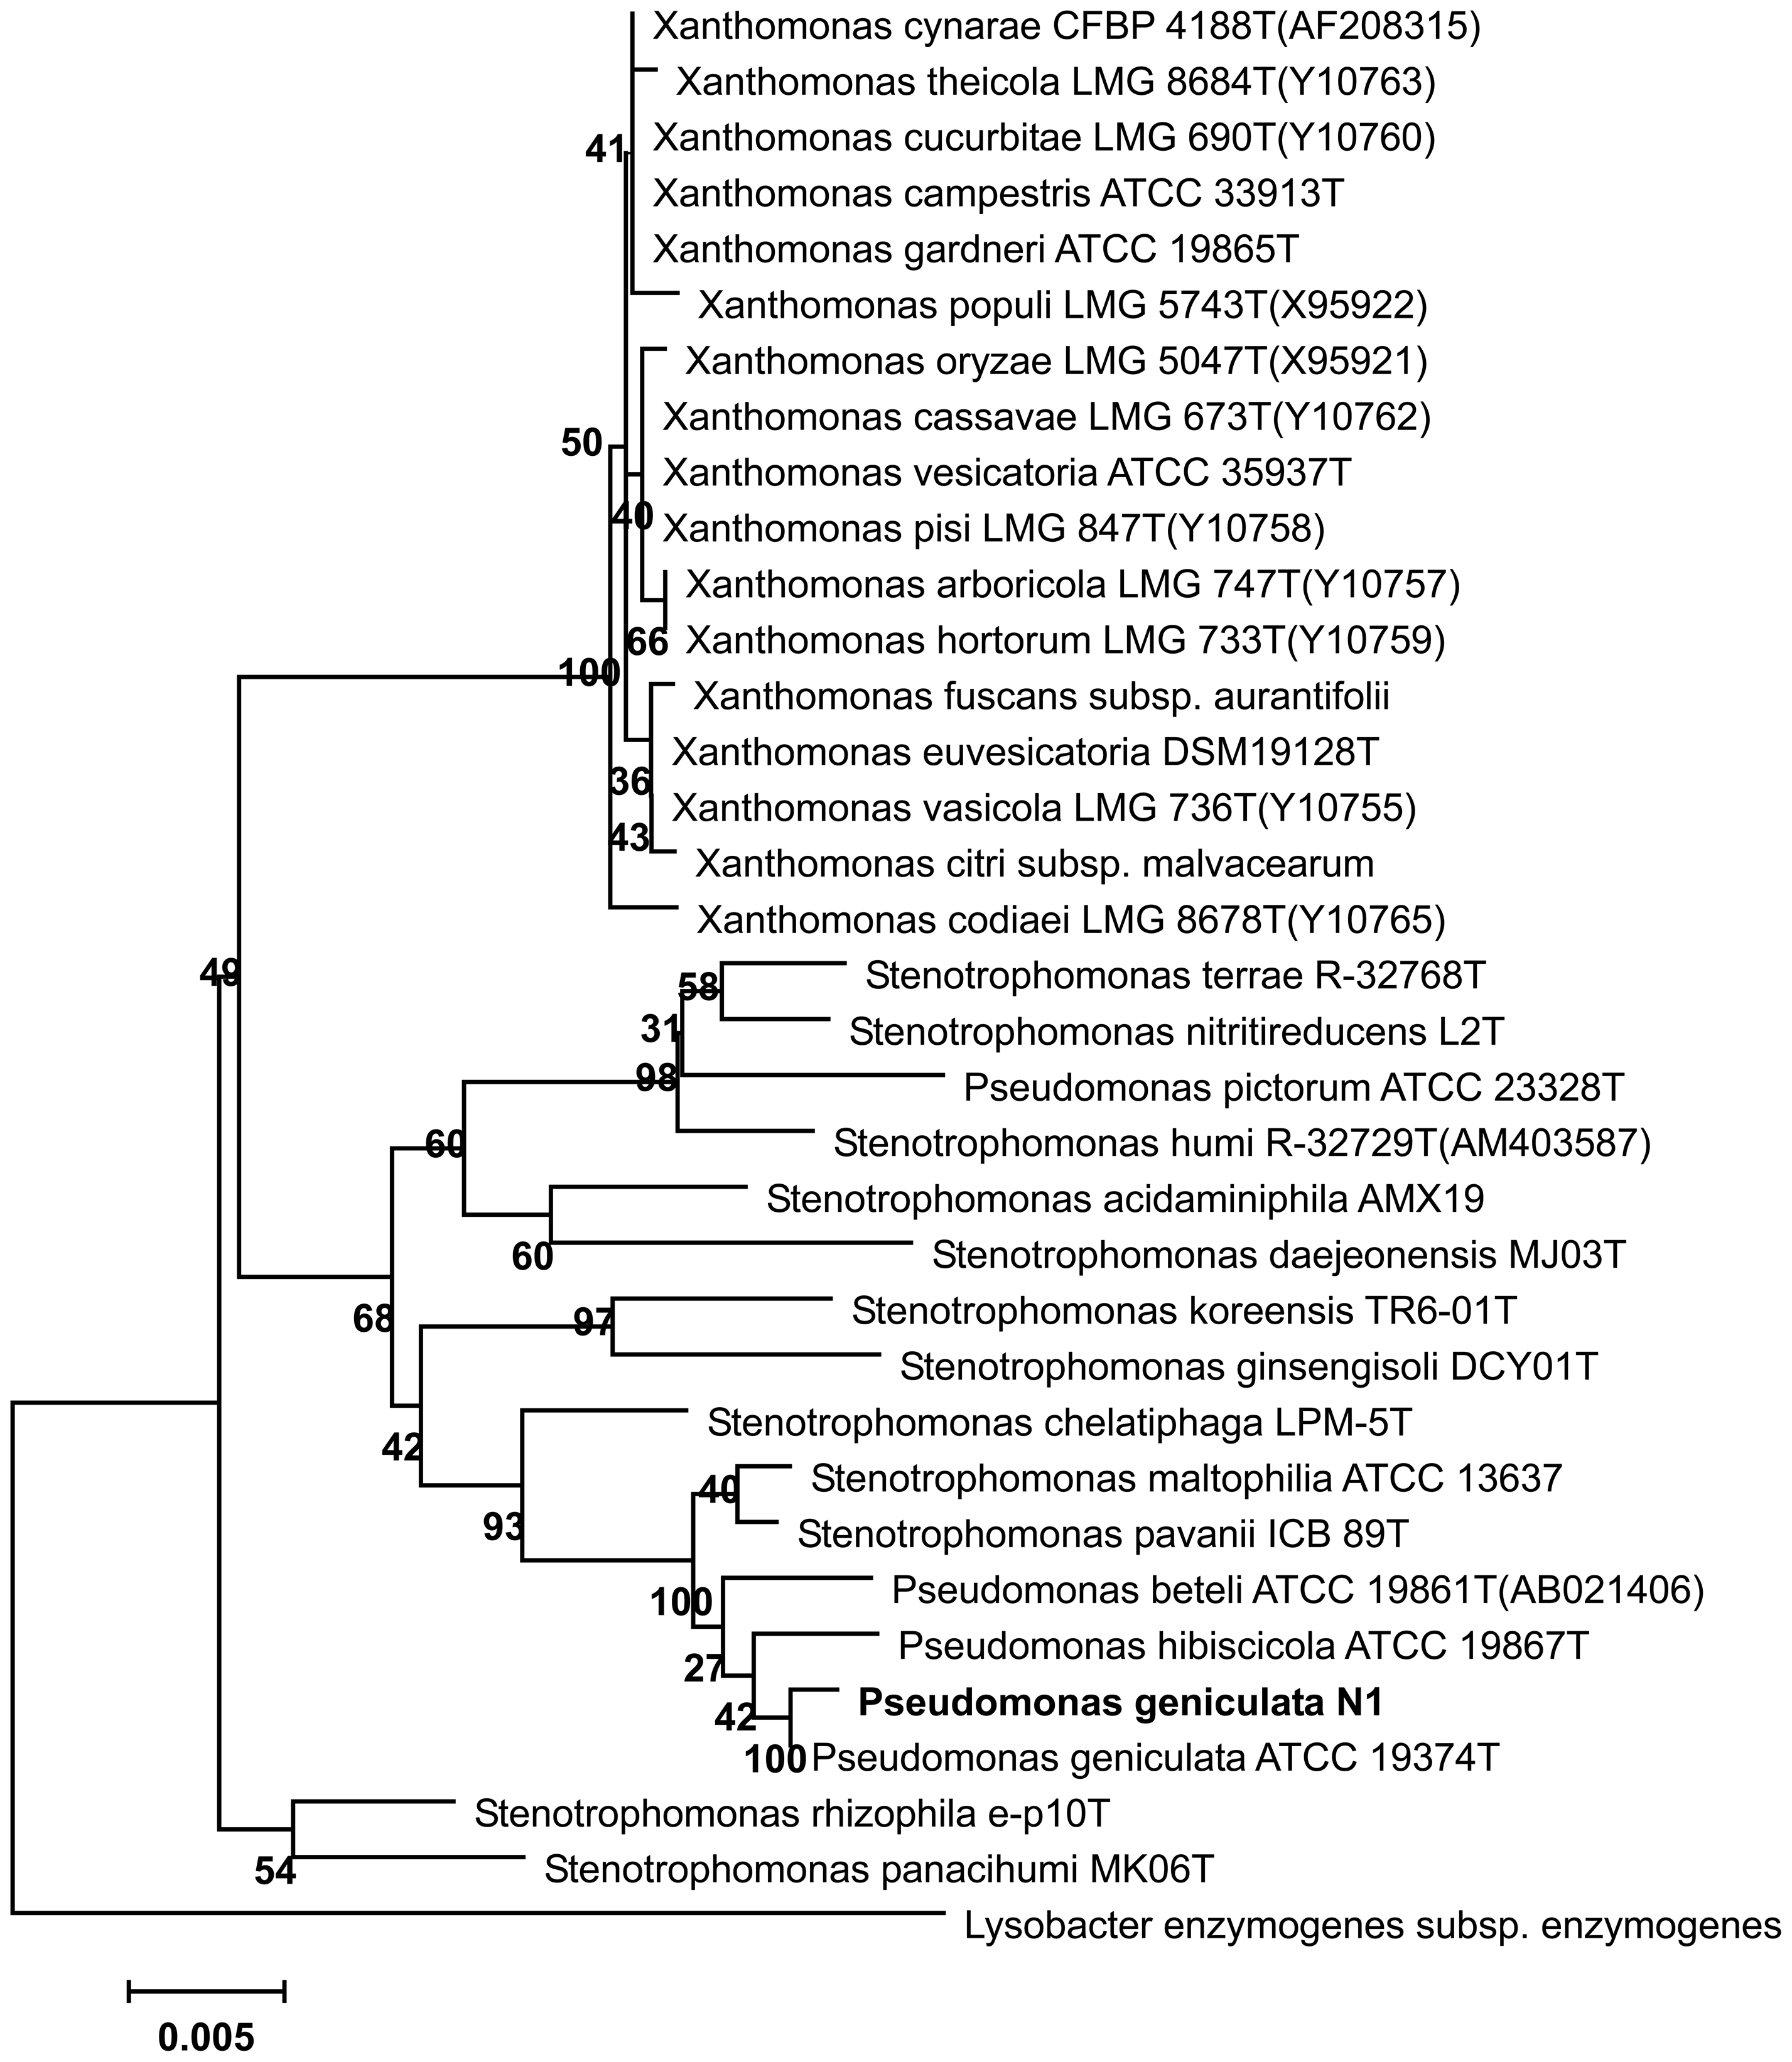 Xanthomonas cynarae CFBP 4188T(AF208315)
Xanthomonas theicola LMG 8684T(Y10763)
Xanthomonas cucurbitae LMG 690T(Y10760)
41
Xanthomonas campestris ATCC 33913T
Xanthomonas gardneri ATCC 19865T
Xanthomonas populi LMG 5743T(X95922)
Xanthomonas oryzae LMG 5047T(X95921)
Xanthomonas cassavae LMG 673T(Y10762)
50
Xanthomonas vesicatoria ATCC 35937T
40
Xanthomonas pisi LMG 847T(Y10758)
Xanthomonas arboricola LMG 747T(Y10757)
66
Xanthomonas hortorum LMG 733T(Y10759)
100
Xanthomonas fuscans subsp. aurantifolii
Xanthomonas euvesicatoria DSM19128T
36
Xanthomonas vasicola LMG 736T(Y10755)
43
Xanthomonas citri subsp. malvacearum
Xanthomonas codiaei LMG 8678T(Y10765)
49
58
Stenotrophomonas terrae R-32768T
31
Stenotrophomonas nitritireducens L2T
98
Pseudomonas pictorum ATCC 23328T
60
Stenotrophomonas humi R-32729T(AM403587)
Stenotrophomonas acidaminiphila AMX19
60
Stenotrophomonas daejeonensis MJ03T
68
97
Stenotrophomonas koreensis TR6-01T
Stenotrophomonas ginsengisoli DCY01T
42
Stenotrophomonas chelatiphaga LPM-5T
40
Stenotrophomonas maltophilia ATCC 13637
93
Stenotrophomonas pavanii ICB 89T
100
Pseudomonas beteli ATCC 19861T(AB021406)
27
Pseudomonas hibiscicola ATCC 19867T
42
Pseudomonas geniculata N1
100
Pseudomonas geniculata ATCC 19374T
Stenotrophomonas rhizophila e-p10T
54
Stenotrophomonas panacihumi MK06T
Lysobacter enzymogenes subsp. enzymogenes
0.005